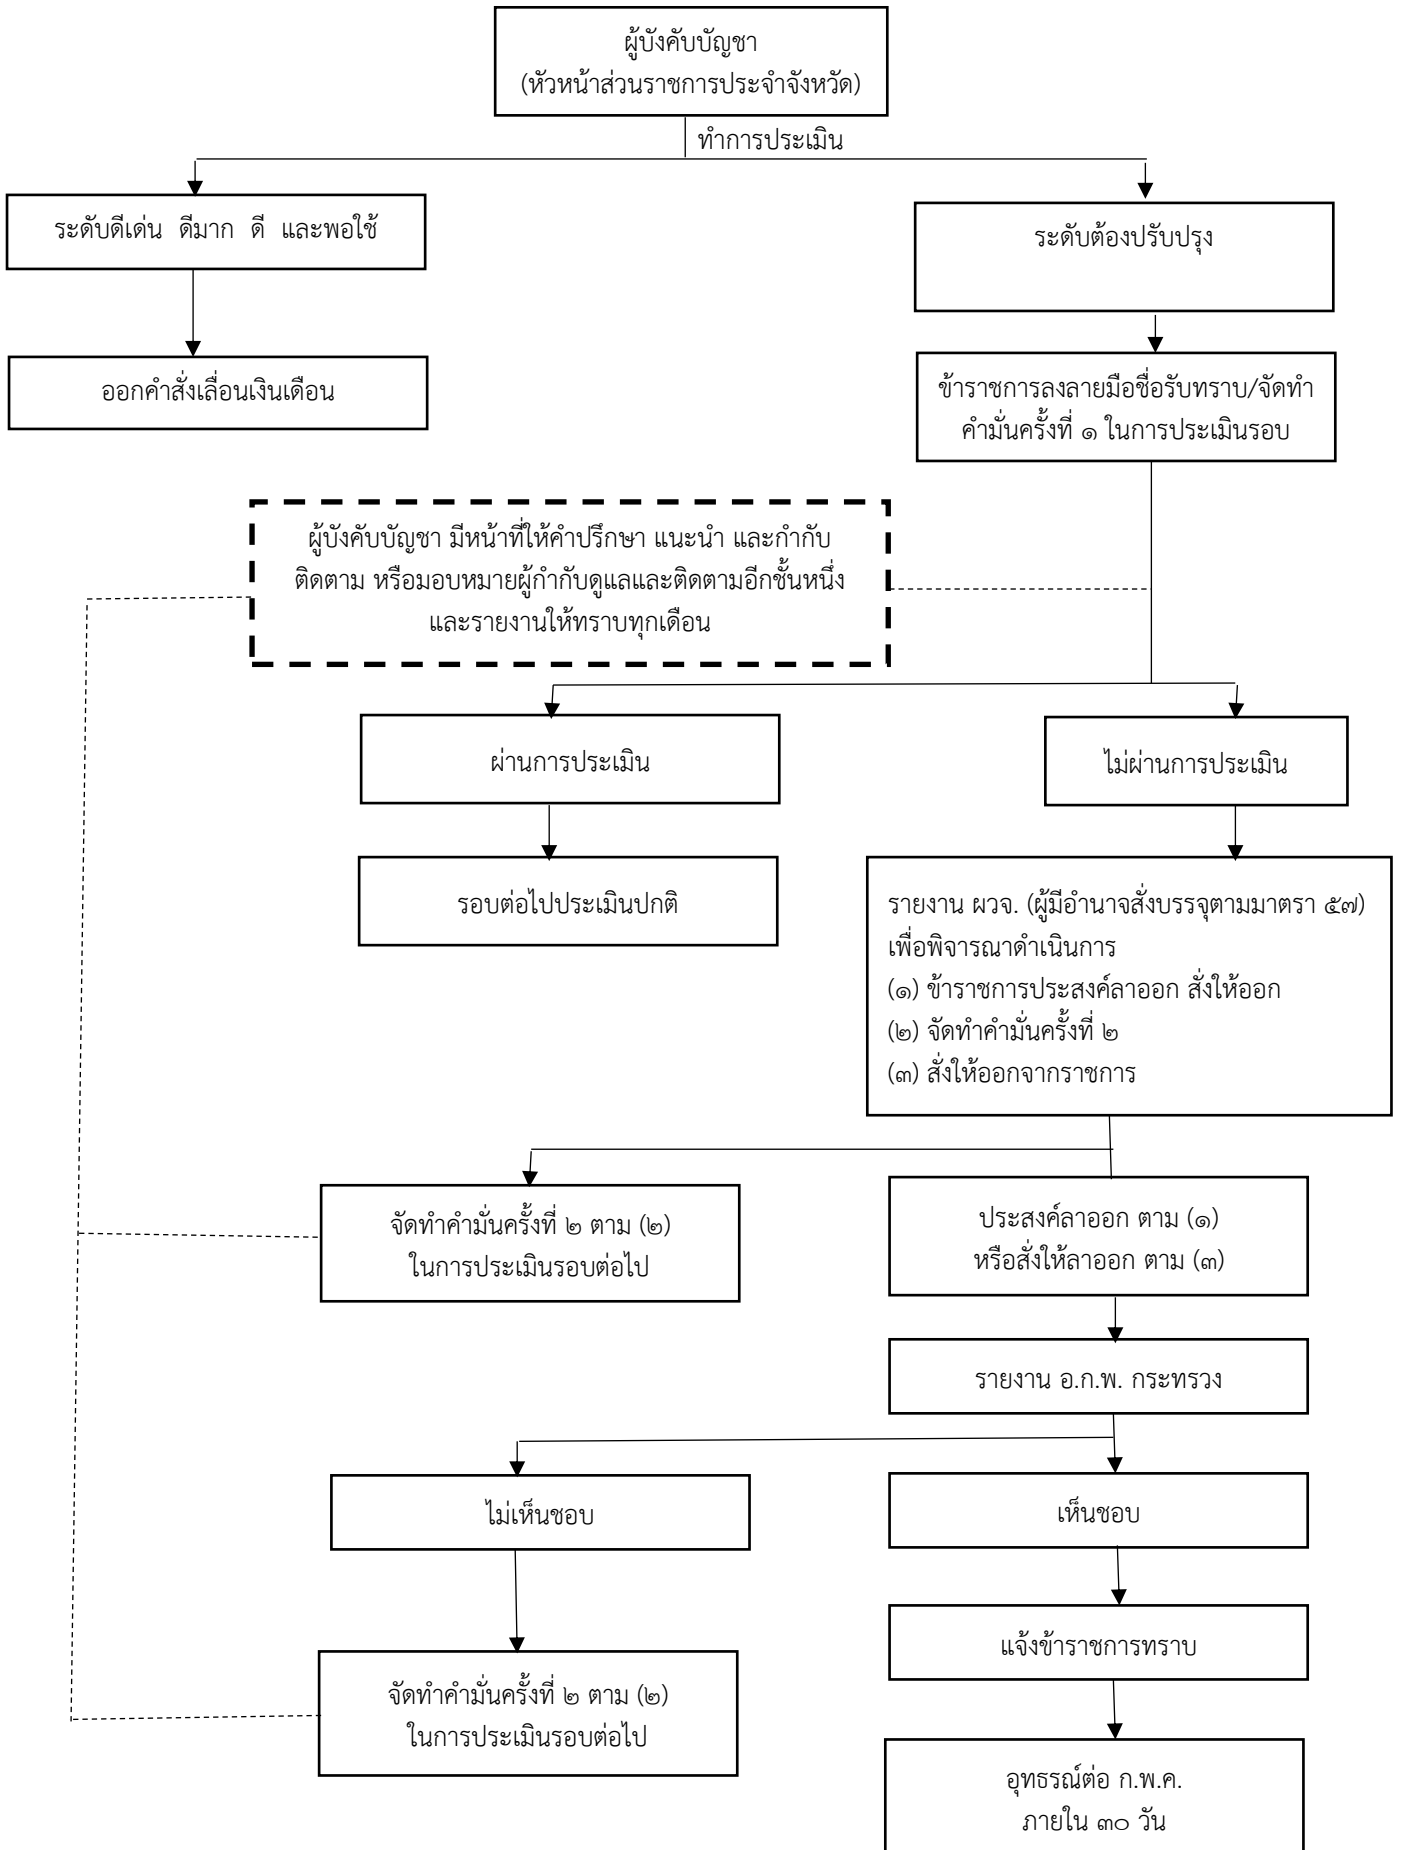 ผู้บังคับบัญชา
(หัวหน้าส่วนราชการประจำจังหวัด)
ทำการประเมิน
ระดับดีเด่น ดีมาก ดี และพอใช้
ระดับต้องปรับปรุง
ออกคำสั่งเลื่อนเงินเดือน
ข้าราชการลงลายมือชื่อรับทราบ/จัดทำ
คำมั่นครั้งที่ ๑ ในการประเมินรอบ
ผู้บังคับบัญชา มีหน้าที่ให้คำปรึกษา แนะนำ และกำกับ
ติดตาม หรือมอบหมายผู้กำกับดูแลและติดตามอีกชั้นหนึ่ง
และรายงานให้ทราบทุกเดือน
ผ่านการประเมิน
ไม่ผ่านการประเมิน
รอบต่อไปประเมินปกติ
รายงาน ผวจ. (ผู้มีอำนาจสั่งบรรจุตามมาตรา ๕๗)
เพื่อพิจารณาดำเนินการ
(๑) ข้าราชการประสงค์ลาออก สั่งให้ออก
(๒) จัดทำคำมั่นครั้งที่ ๒
(๓) สั่งให้ออกจากราชการ
จัดทำคำมั่นครั้งที่ ๒ ตาม (๒)
ในการประเมินรอบต่อไป
ประสงค์ลาออก ตาม (๑)
หรือสั่งให้ลาออก ตาม (๓)
รายงาน อ.ก.พ. กระทรวง
ไม่เห็นชอบ
เห็นชอบ
แจ้งข้าราชการทราบ
จัดทำคำมั่นครั้งที่ ๒ ตาม (๒)
ในการประเมินรอบต่อไป
อุทธรณ์ต่อ ก.พ.ค.
ภายใน ๓๐ วัน